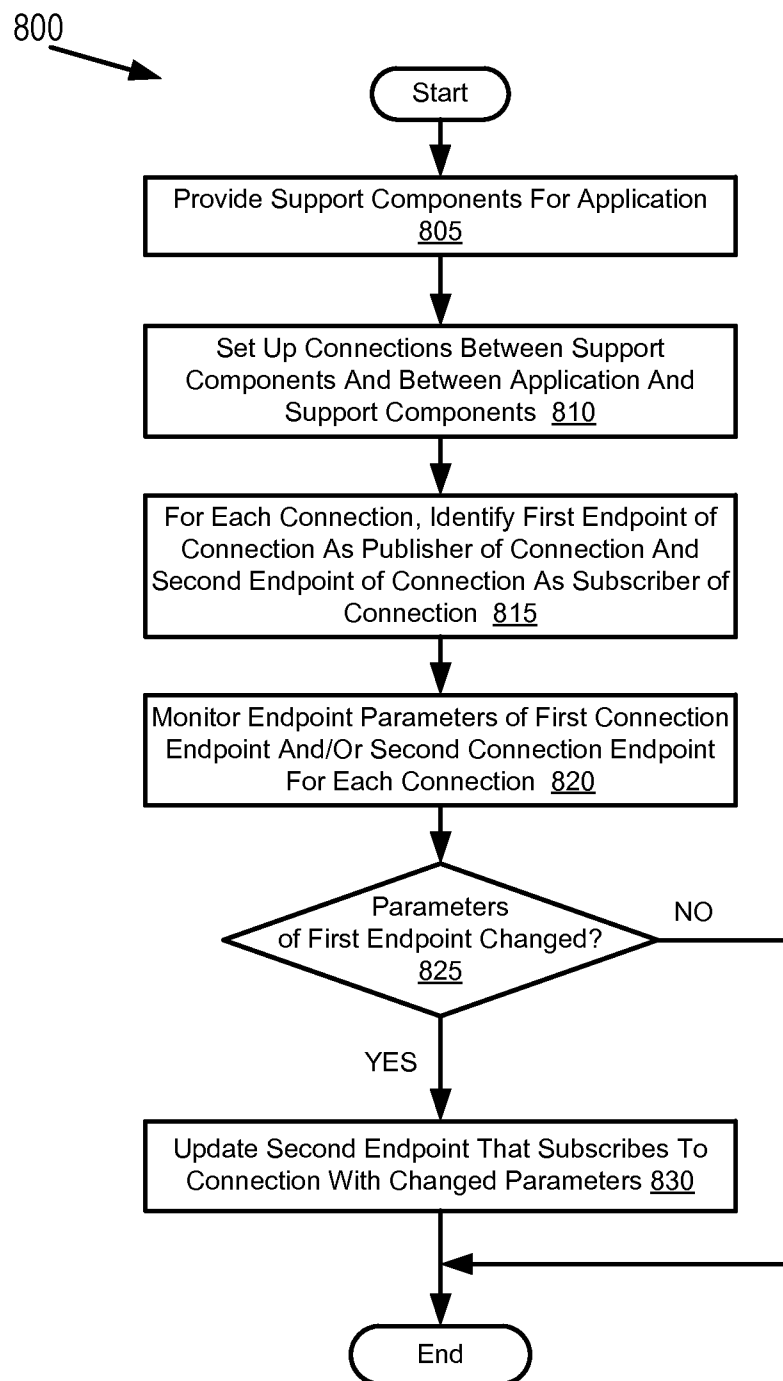 800
Start
Provide Support Components For Application
805
Set Up Connections Between Support
Components And Between Application And
Support Components 810
For Each Connection, Identify First Endpoint of
Connection As Publisher of Connection And
Second Endpoint of Connection As Subscriber of
Connection 815
Monitor Endpoint Parameters of First Connection
Endpoint And/Or Second Connection Endpoint
For Each Connection 820
Parameters
of First Endpoint Changed?
825
NO
YES
Update Second Endpoint That Subscribes To
Connection With Changed Parameters 830
End